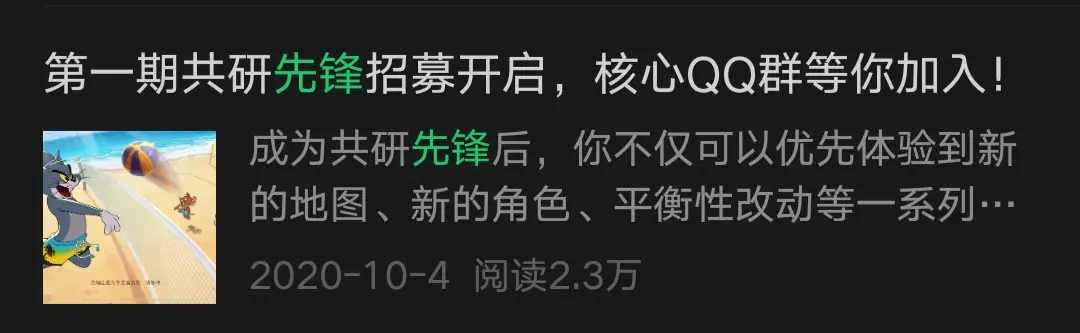 第一期共研先锋招募开启，核心QQ群等你加入！
成为共研先锋后，你不仅可以优先体验到新
的地图、新的角色、平衡性改动等一系列…
2020-10-4 阅读2.3万